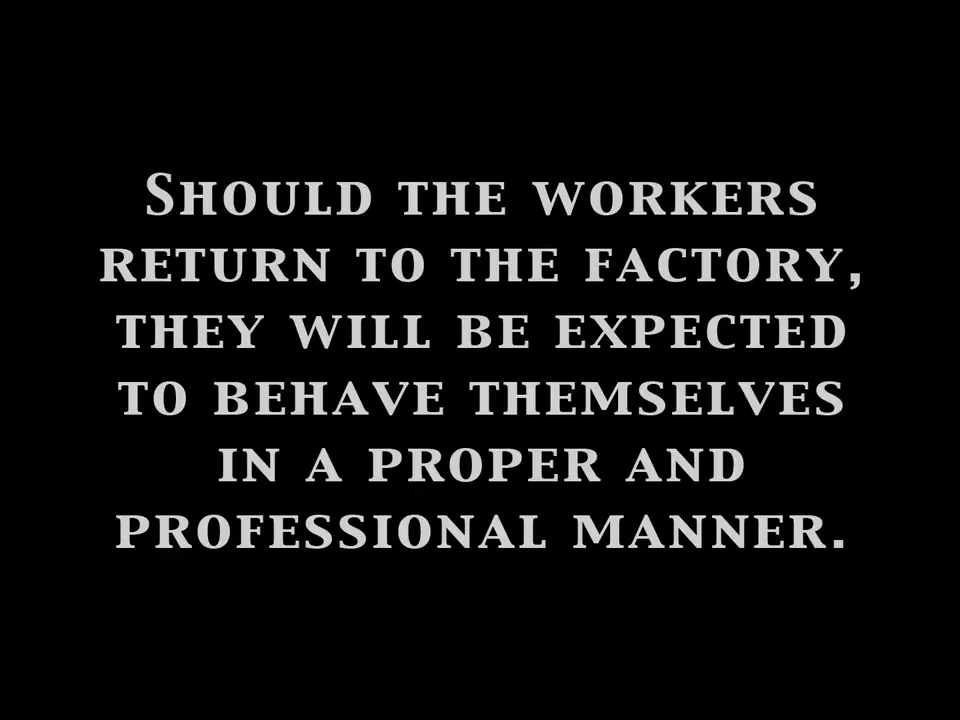 Should the workers
return to the factory,
they will be expected
to behave themselves
in a proper and
professional manner.